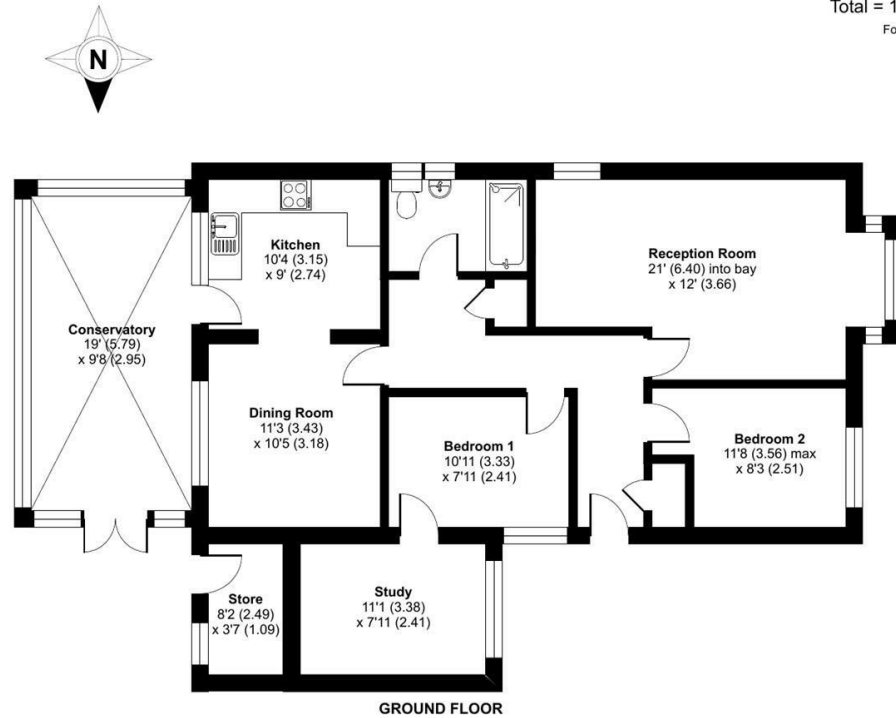 Total = 1
Fo
N
Kitchen
10'4 (3.15)
x 9' (2.74)
Reception Room
21' (6.40) into bay
x 12' (3.66)
Conservatory
19' (5.79)
x 9'8 (2.95)
Dining Room
11'3 (3.43)
x 10'5 (3.18)
Bedroom 1
10'11 (3.33)
x 7'11 (2.41)
Bedroom 2
11'8 (3.56) max
x 8'3 (2.51)
Store
8'2 (2.49)
x 3'7 (1.09)
Study
11'1 (3.38)
x 7'11 (2.41)
GROUND FLOOR